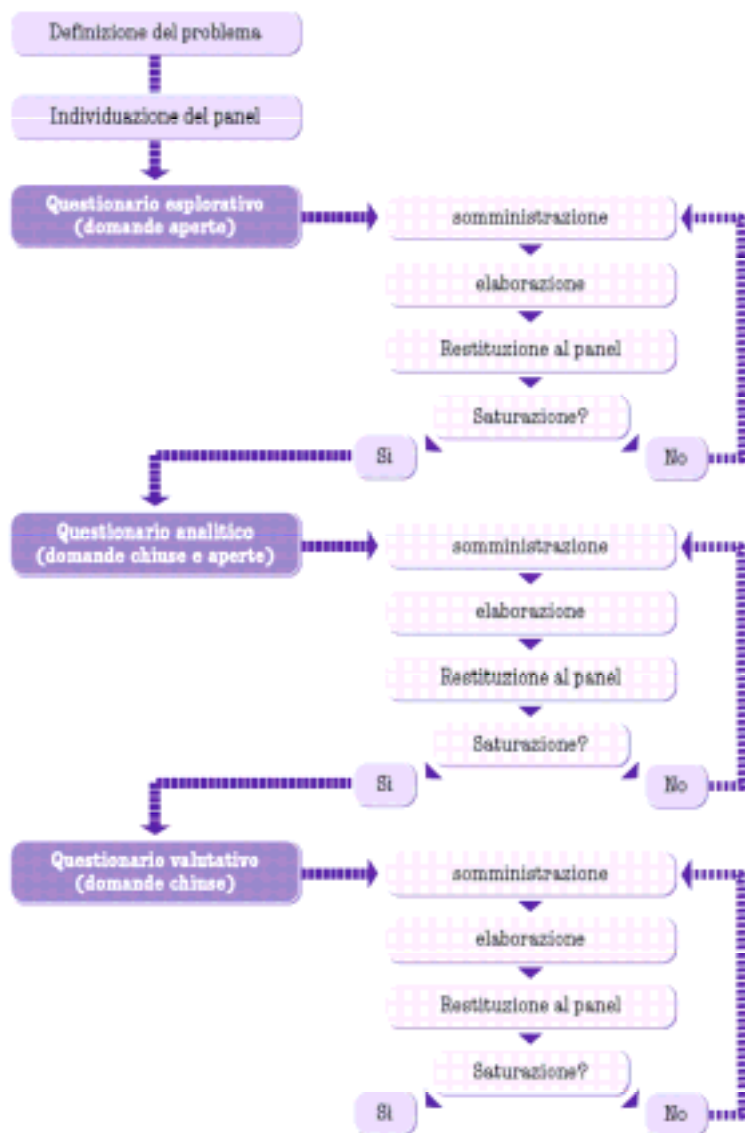 Definizione del problema
Individuazione del panel
Questionario esplorativo
(domande aperte)
somministrazione
elaborazione
Restituzione al panel
Saturazione?
Si
No
Questionario analitico
(domande chiuse e aperte)
somministrazione
elaborazione
Restituzione al panel
Saturazione?
Si
No
Questionario valutativo
(domande chiuse)
somministrazione
elaborazione
Restituzione al panel
Saturazione?
Si
No